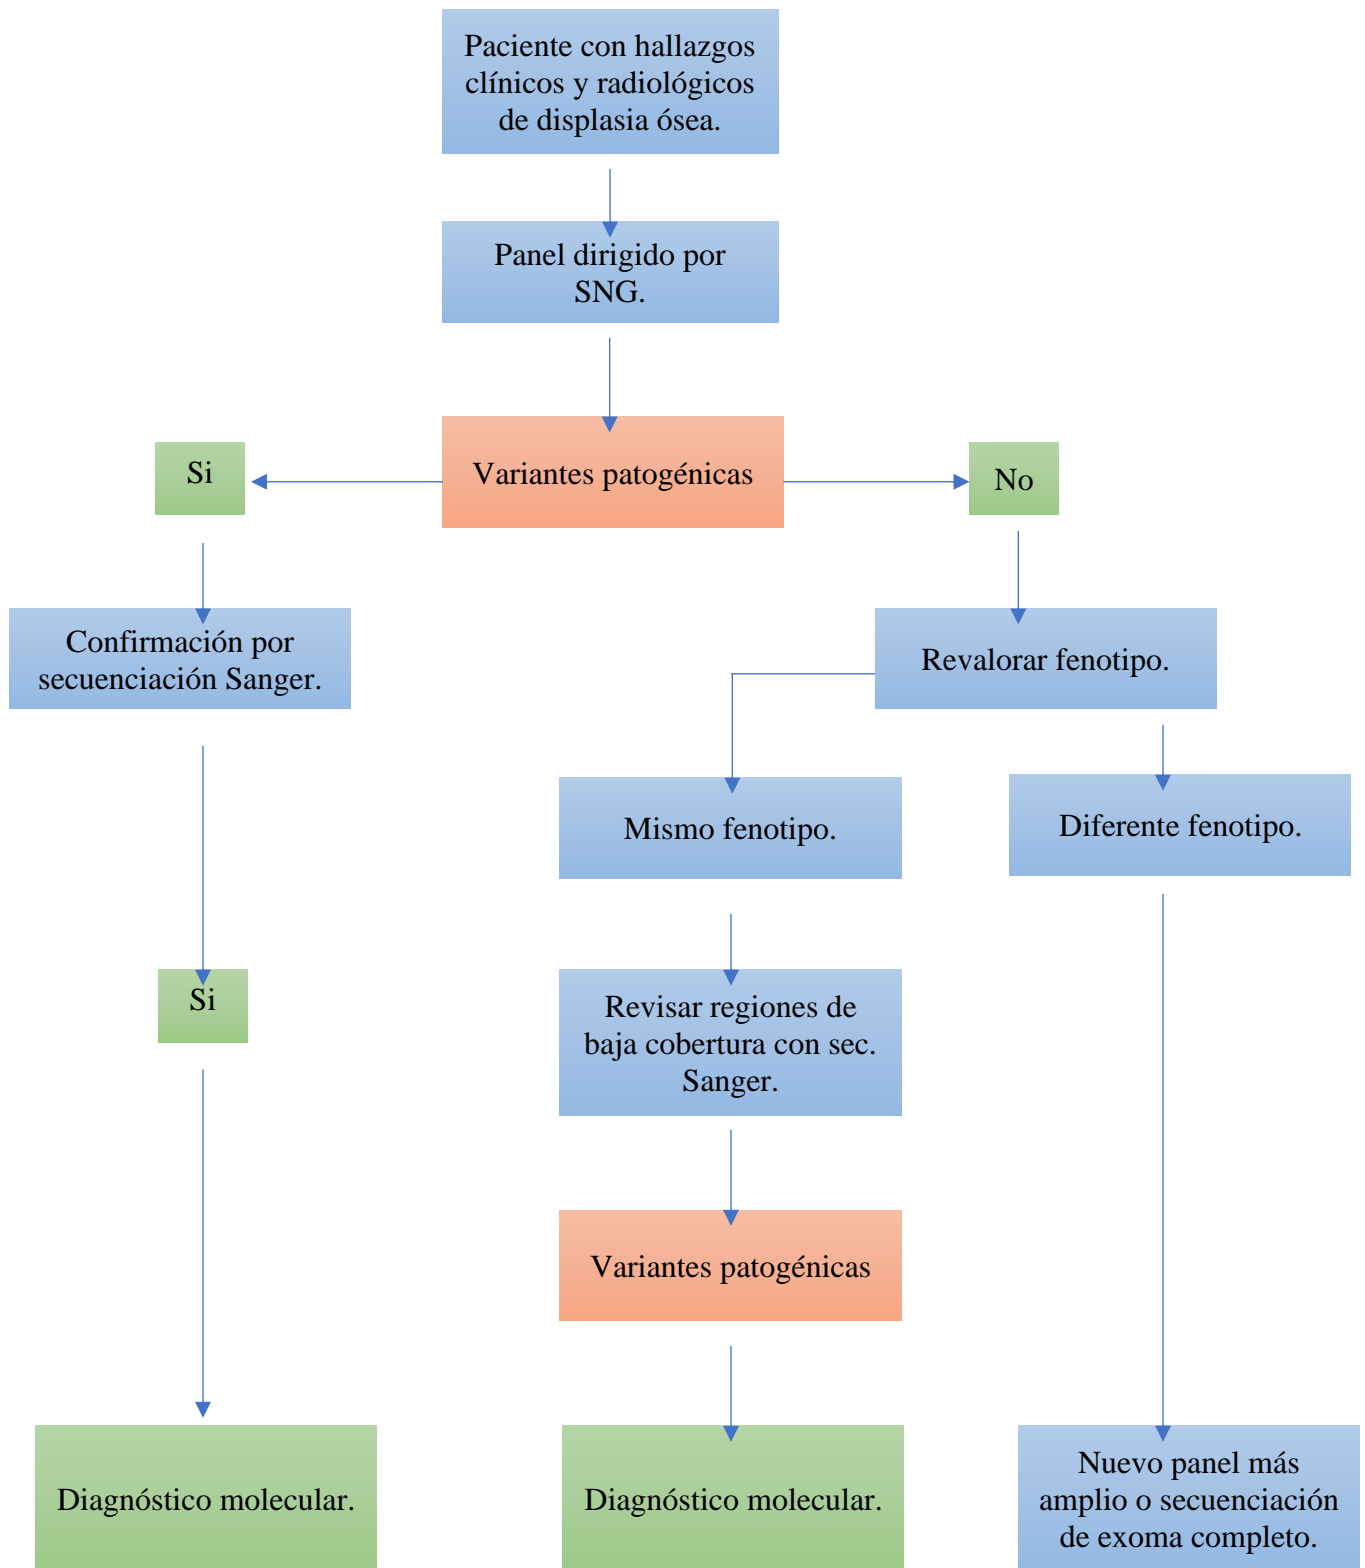 Paciente con hallazgos
clínicos y radiológicos
de displasia ósea.
Panel dirigido por
SNG.
Si
Variantes patogénicas
No
Confirmación por
secuenciación Sanger.
Revalorar fenotipo.
Mismo fenotipo.
Diferente fenotipo.
Si
Revisar regiones de
baja cobertura con sec.
Sanger.
Variantes patogénicas
Diagnóstico molecular.
Diagnóstico molecular.
Nuevo panel más
amplio o secuenciación
de exoma completo.